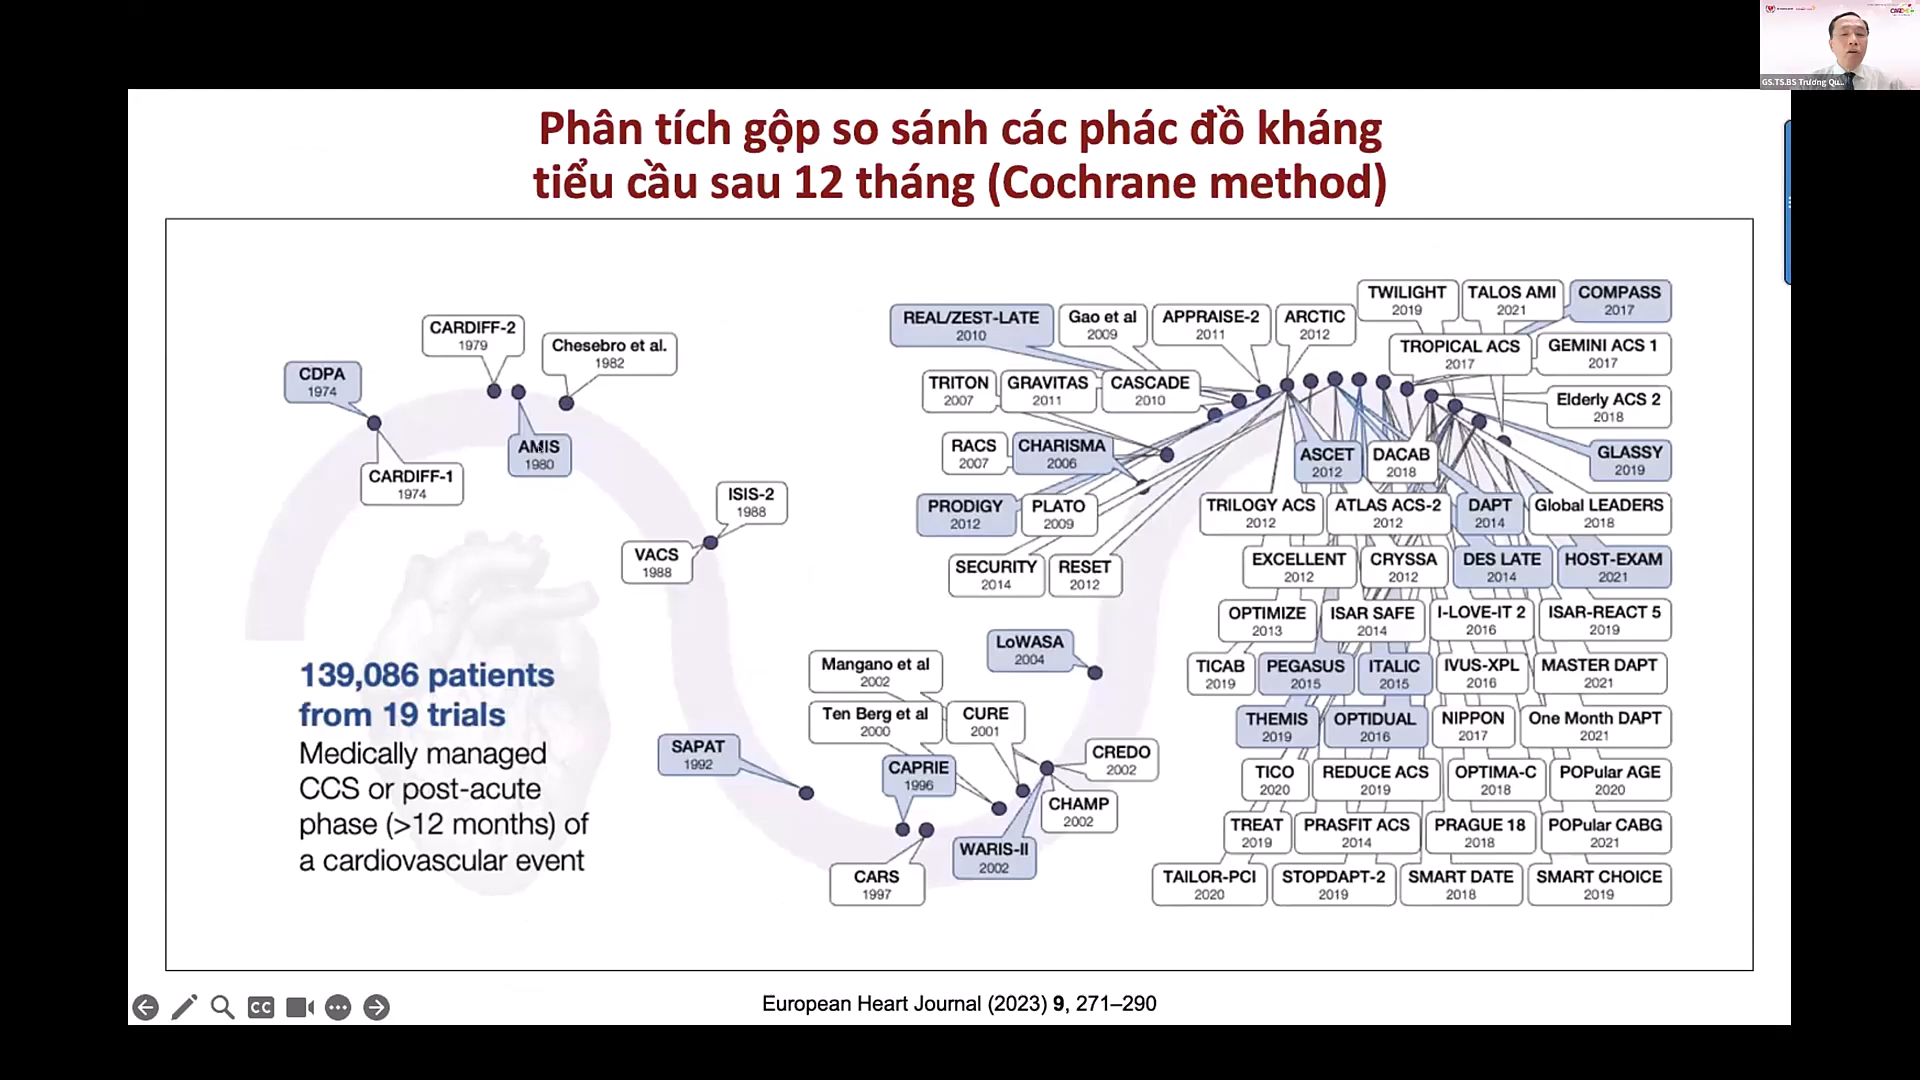 GS.TS.BS Trương Qu...
Phân tích gộp so sánh các phác đồ kháng
tiểu cầu sau 12 tháng (Cochrane method)
CDPA
1974
CARDIFF-2
1979
Chesebro et al.
1982
CARDIFF-1
1974
AMIS
1980
ISIS-2
1988
VACS
1988
139,086 patients
from 19 trials
Medically managed
CCS or post-acute
phase (>12 months) of
a cardiovascular event
SAPAT
1992
Mangano et al
2002
Ten Berg et al
2000
CURE
2001
CAPRIE
1996
CREDO
2002
CHAMP
2002
WARIS-II
2002
CARS
1997
LoWASA
2004
REAL/ZEST-LATE
2010
Gao et al
2009
APPRAISE-2
2011
ARCTIC
2012
TWILIGHT
2019
TALOS AMI
2021
COMPASS
2017
TROPICAL ACS
2017
GEMINI ACS 1
2017
TRITON
2007
GRAVITAS
2011
CASCADE
2010
Elderly ACS 2
2018
RACS
2007
CHARISMA
2006
ASCET
2012
DACAB
2018
GLASSY
2019
PRODIGY
2012
PLATO
2009
TRILOGY ACS
2012
ATLAS ACS-2
2012
DAPT
2014
Global LEADERS
2018
SECURITY
2014
RESET
2012
EXCELLENT
2012
CRYSSA
2012
DES LATE
2014
HOST-EXAM
2021
OPTIMIZE
2013
ISAR SAFE
2014
I-LOVE-IT 2
2016
ISAR-REACT 5
2019
TICAB
2019
PEGASUS
2015
ITALIC
2015
IVUS-XPL
2016
MASTER DAPT
2021
THEMIS
2019
OPTIDUAL
2016
NIPPON
2017
One Month DAPT
2021
TICO
2020
REDUCE ACS
2019
OPTIMA-C
2018
POPular AGE
2020
TREAT
2019
PRASFIT ACS
2014
PRAGUE 18
2018
POPular CABG
2021
TAILOR-PCI
2020
STOPDAPT-2
2019
SMART DATE
2018
SMART CHOICE
2019
CC
European Heart Journal (2023) 9, 271–290